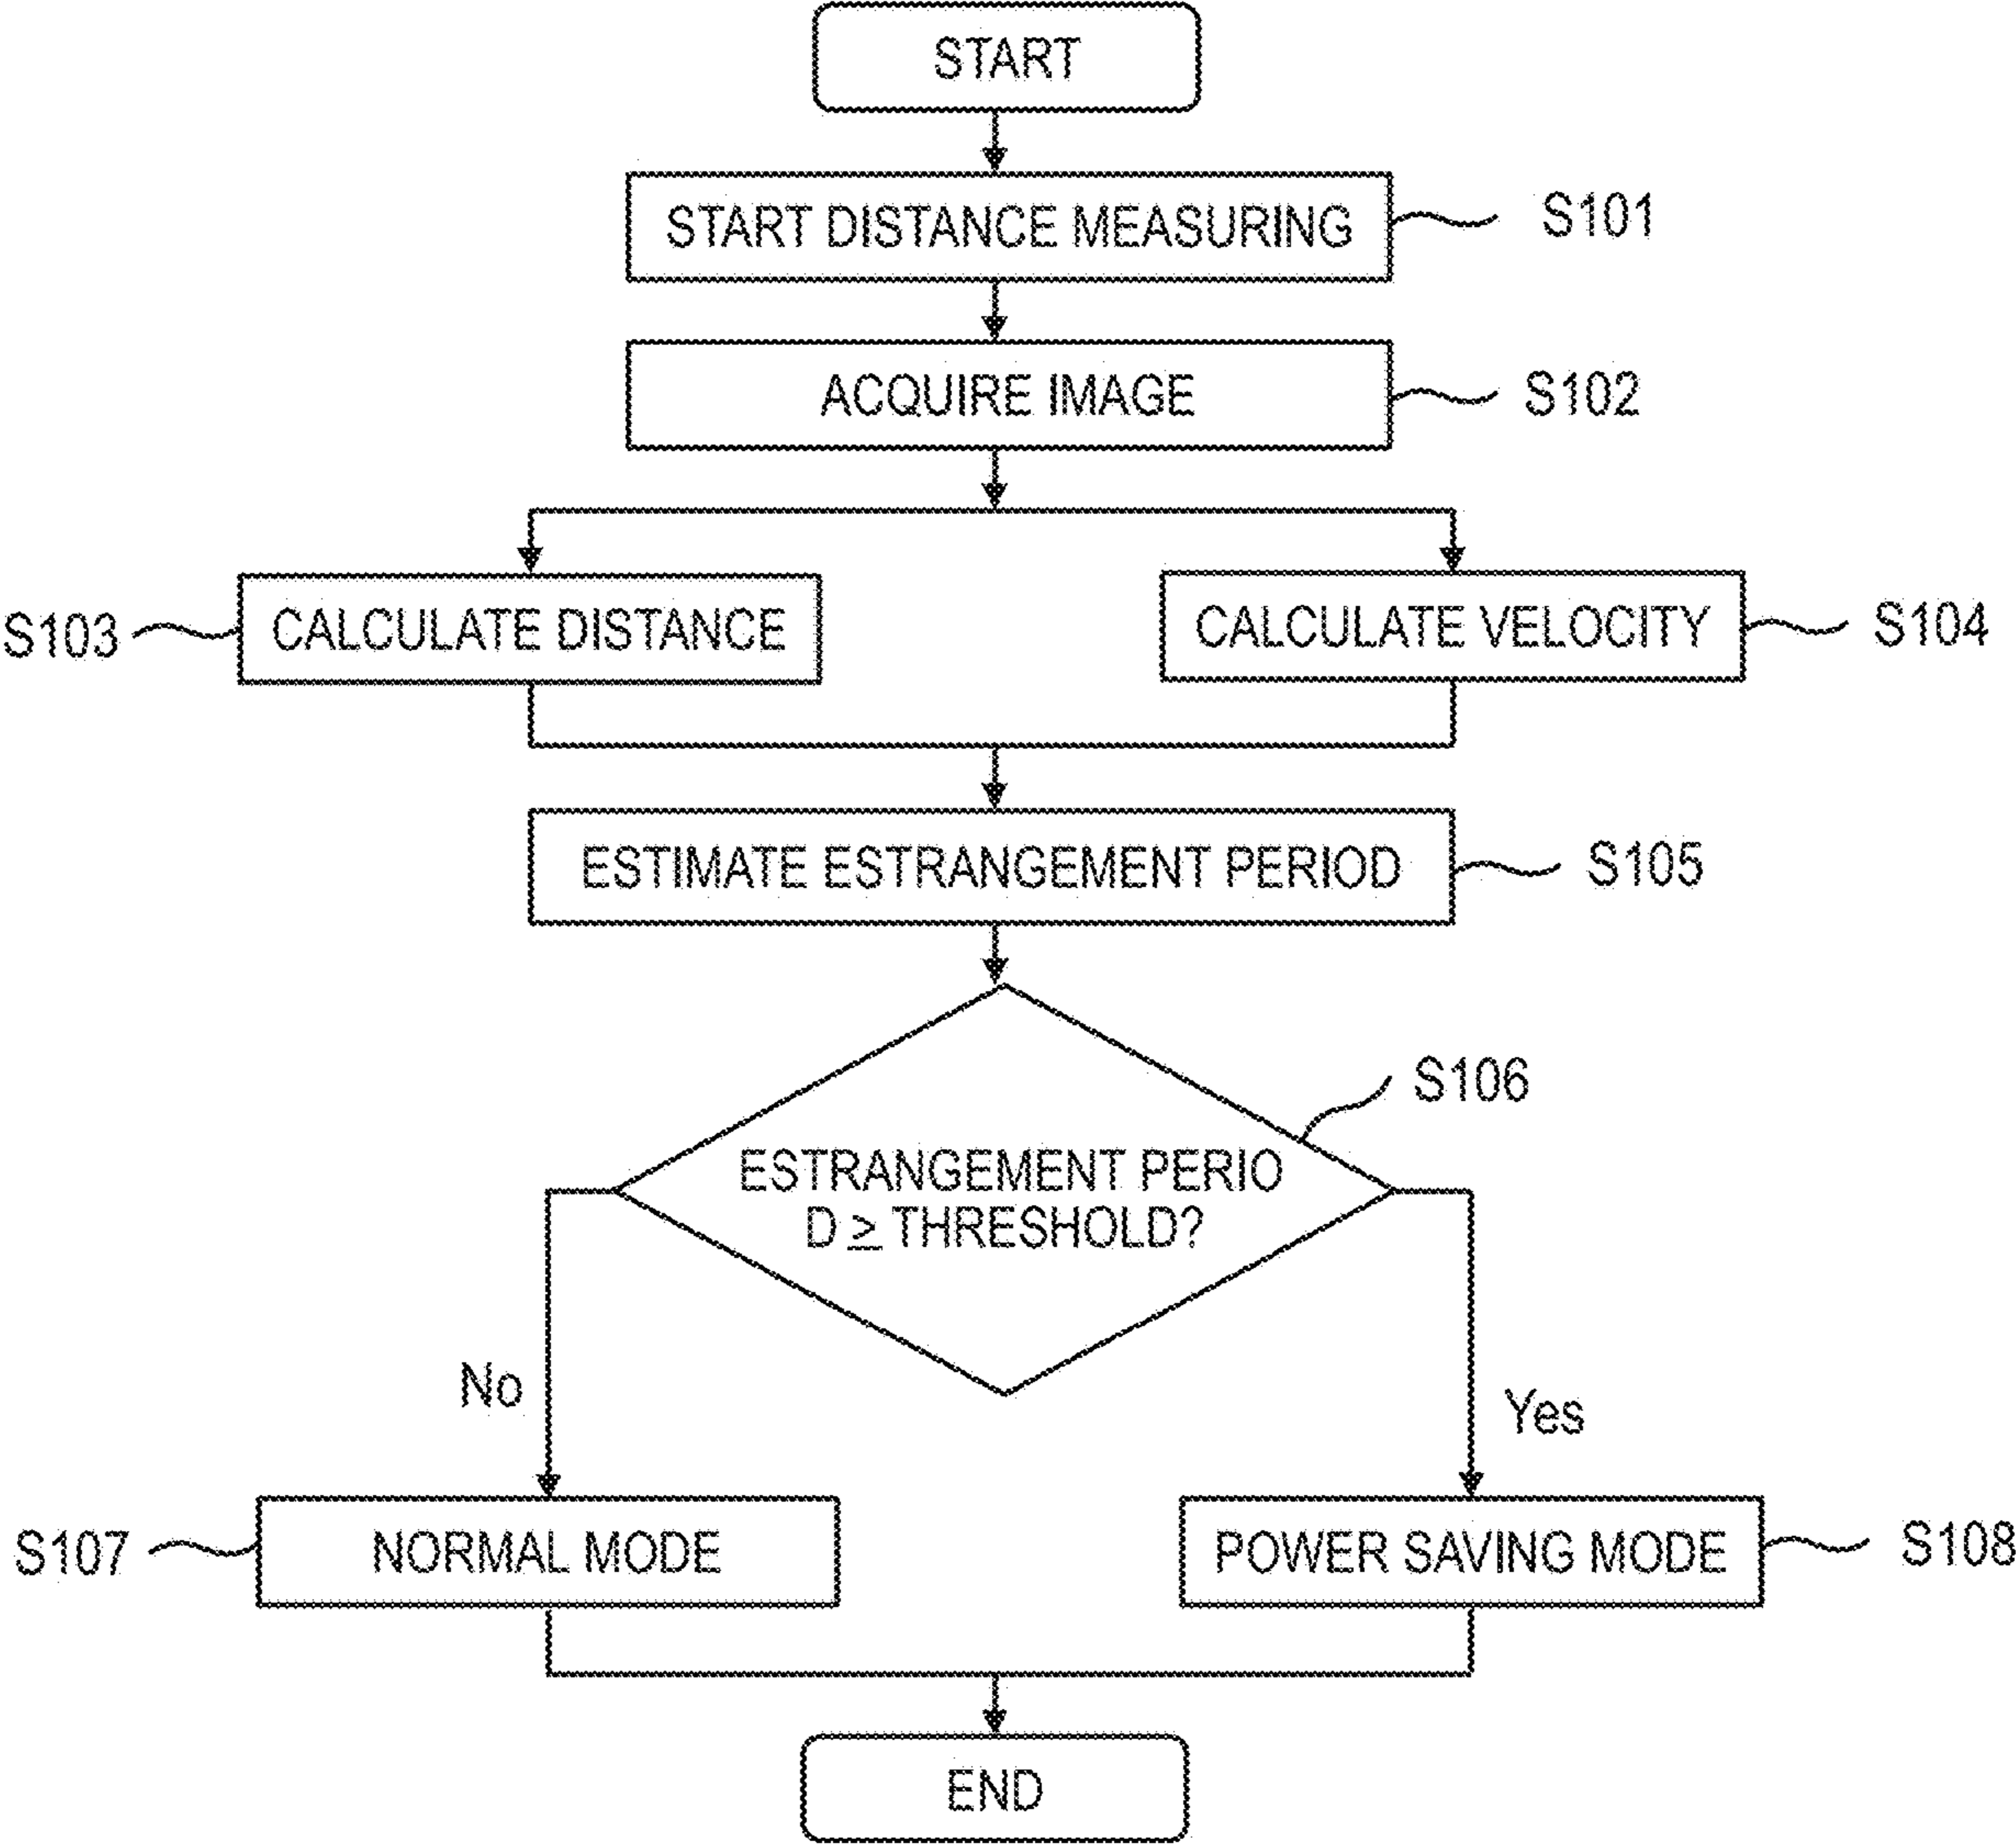 START
START DISTANCE MEASURING
S101
ACQUIRE IMAGE
S102
S103
CALCULATE DISTANCE
CALCULATE VELOCITY
S104
ESTIMATE ESTRANGEMENT PERIOD
S105
S106
ESTRANGEMENT PERIO
D ≥ THRESHOLD?
No
Yes
S107
NORMAL MODE
POWER SAVING MODE
S108
END